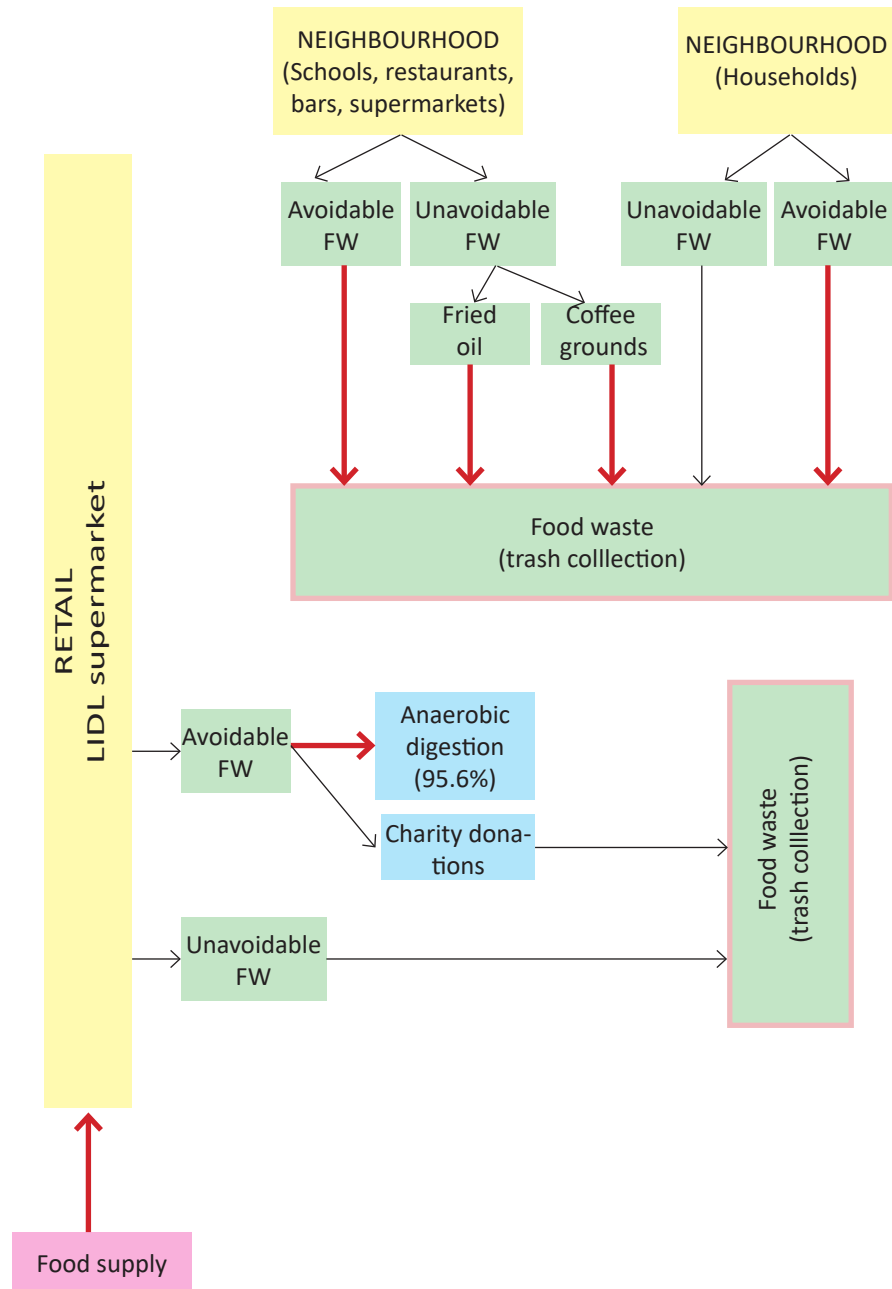 NEIGHBOURHOOD
(Schools, restaurants,
bars, supermarkets)
NEIGHBOURHOOD
(Households)
Avoidable
FW
Unavoidable
FW
Unavoidable
FW
Avoidable
FW
Fried
oil
Coffee
grounds
Food waste
(trash colllection)
RETAIL
LIDL supermarket
Avoidable
FW
Anaerobic
digestion
(95.6%)
Charity dona-
tions
Food waste
(trash colllection)
Unavoidable
FW
Food supply